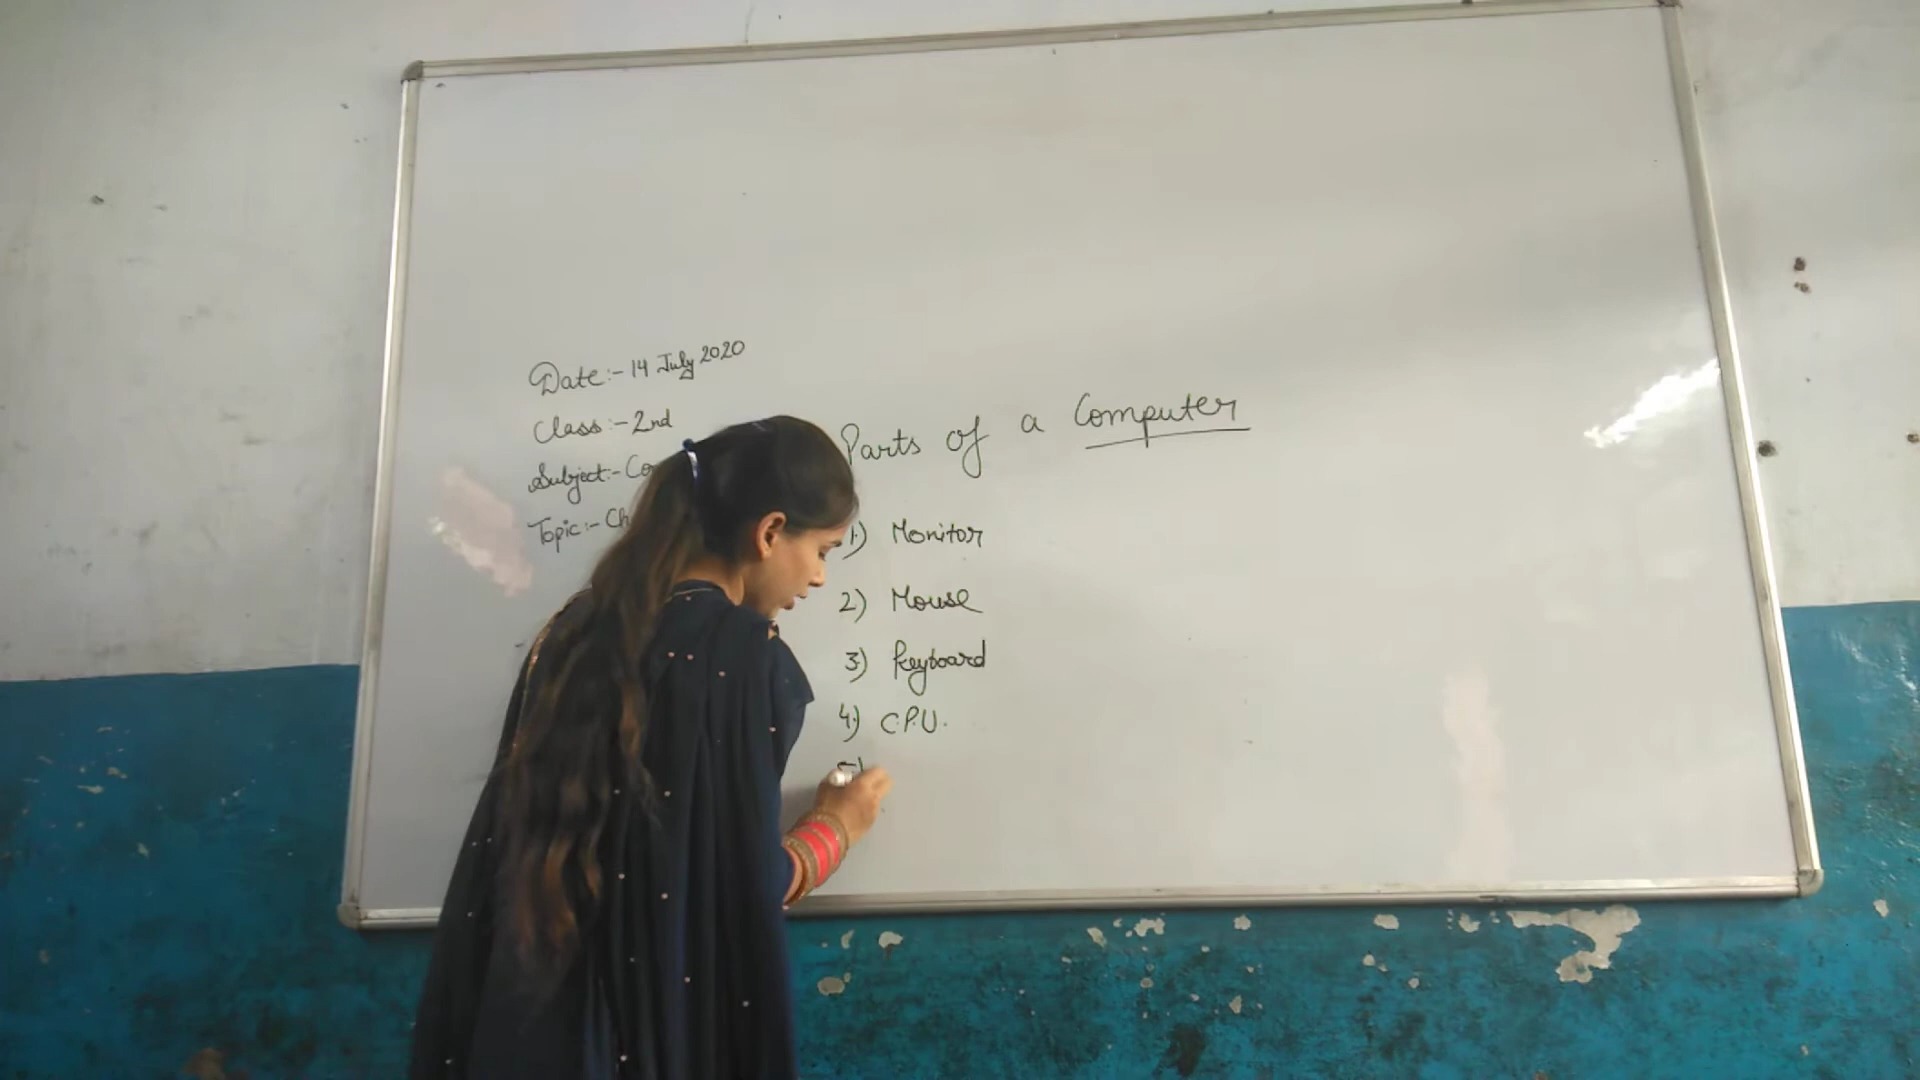 Date:- 14 July 2020
Class:- 2nd
Subject:- Co
Topic:- Ch
Parts of a Computer
1.) Monitor
2) Mouse
3) Keyboard
4.) C.P.U.